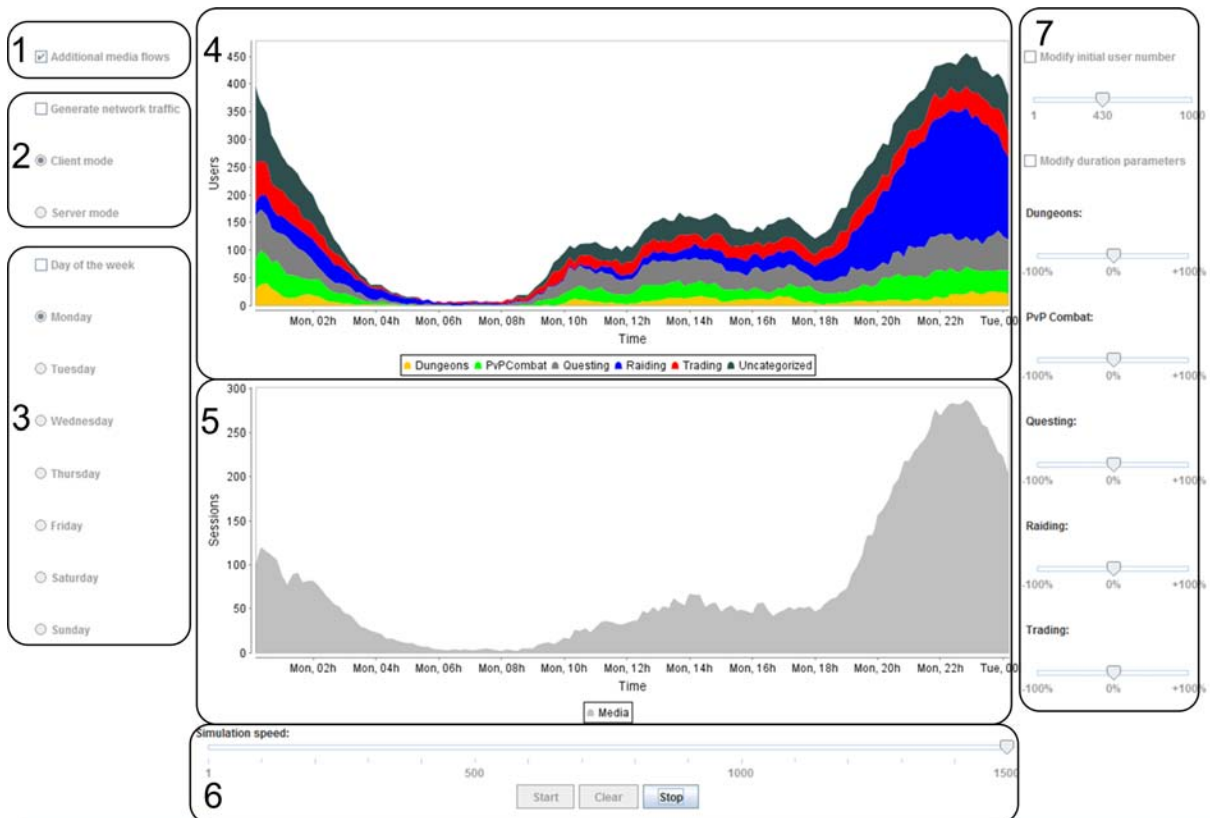 1
Additional media flows
2
Generate network traffic
Client mode
Server mode
3
Day of the week
Monday
Tuesday
Wednesday
Thursday
Friday
Saturday
Sunday
4
Users
450
400
350
300
250
200
150
100
50
0
Mon, 02h Mon, 04h Mon, 06h Mon, 08h Mon, 10h Mon, 12h Mon, 14h Mon, 16h Mon, 18h Mon, 20h Mon, 22h Tue, 00
Time
Dungeons PvPCombat Questing Raiding Trading Uncategorized
5
Sessions
300
250
200
150
100
50
0
Mon, 02h Mon, 04h Mon, 06h Mon, 08h Mon, 10h Mon, 12h Mon, 14h Mon, 16h Mon, 18h Mon, 20h Mon, 22h Tue, 00
Time
Media
Simulation speed:
1 500 1000 1500
6
Start Clear Stop
7
Modify initial user number
1 430 1000
Modify duration parameters
Dungeons:
-100% 0% +100%
PvP Combat:
-100% 0% +100%
Questing:
-100% 0% +100%
Raiding:
-100% 0% +100%
Trading:
-100% 0% +100%